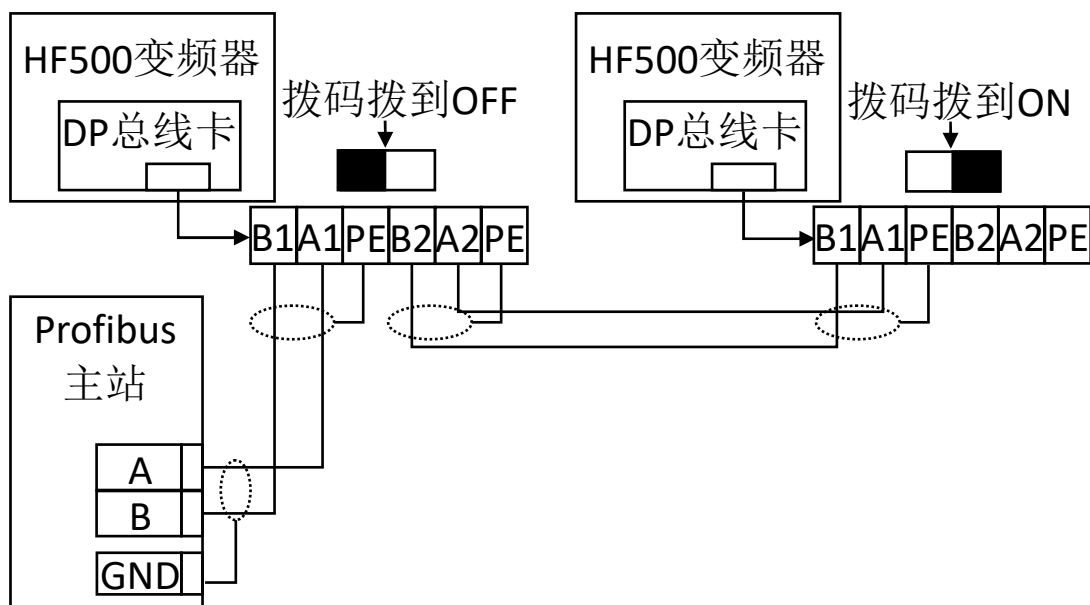 HF500变频器
拨码拨到OFF
DP总线卡
B1 A1 PE B2 A2 PE
HF500变频器
拨码拨到ON
DP总线卡
B1 A1 PE B2 A2 PE
Profibus
主站
A
B
GND